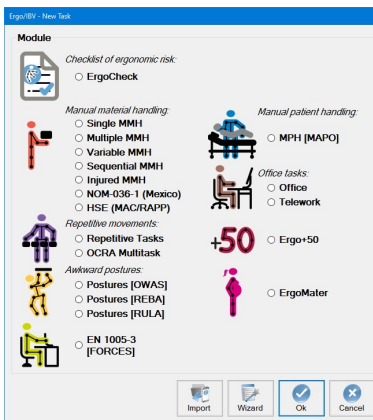 Ergo/IBV - New Task
Module
Checklist of ergonomic risk:
ErgoCheck
Manual material handling:
Single MMH
Multiple MMH
Variable MMH
Sequential MMH
Injured MMH
NOM-036-1 (Mexico)
HSE (MAC/RAPP)
Repetitive movements:
Repetitive Tasks
OCRA Multitask
Awkward postures:
Postures [OWAS]
Postures [REBA]
Postures [RULA]
EN 1005-3
[FORCES]
Manual patient handling:
MPH [MAPO]
Office tasks:
Office
Telework
+50
Ergo+50
ErgoMater
Import
Wizard
Ok
Cancel